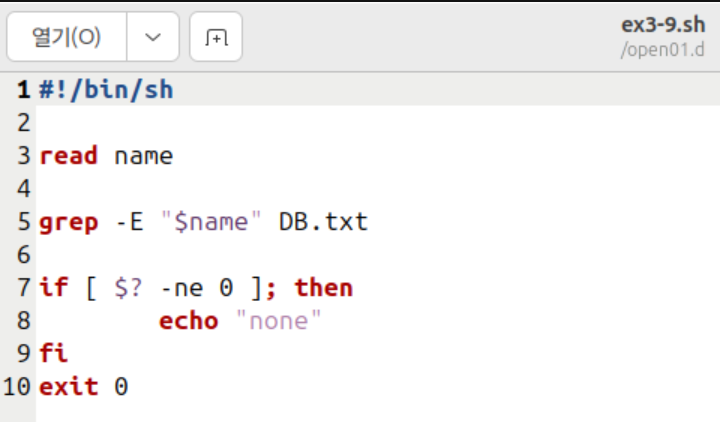 열기(O)
ex3-9.sh
/open01.d
1 #!/bin/sh
2
3 read name
4
5 grep -E "$name" DB.txt
6
7 if [ $? -ne 0 ]; then
8         echo "none"
9 fi
10 exit 0